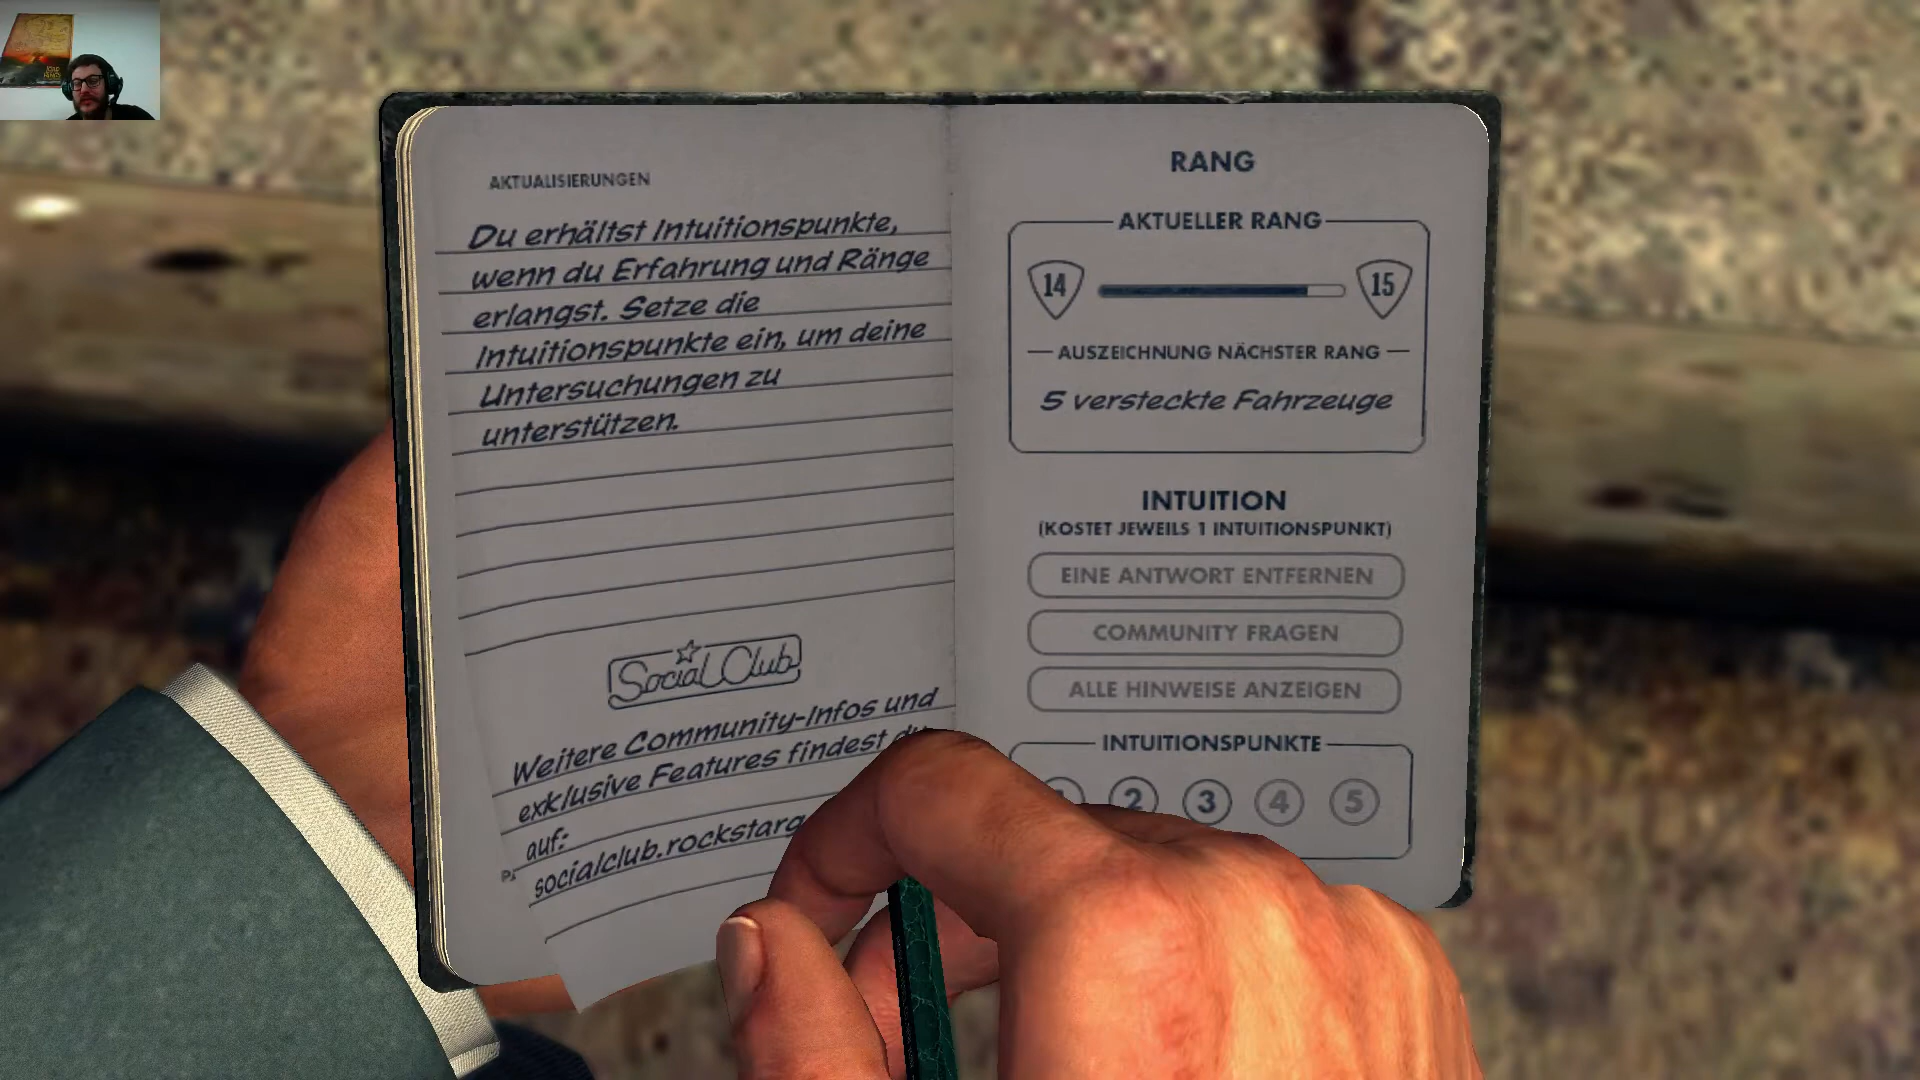 AKTUALISIERUNGEN
Du erhältst Intuitionspunkte,
wenn du Erfahrung und Ränge
erlangst. Setze die
Intuitionspunkte ein, um deine
Untersuchungen zu
unterstützen.
Social Club
Weitere Community-Infos und
exklusive Features findest du
auf:
socialclub.rockstarg
RANG
AKTUELLER RANG
14 15
AUSZEICHNUNG NÄCHSTER RANG
5 versteckte Fahrzeuge
INTUITION
(KOSTET JEWEILS 1 INTUITIONSPUNKT)
EINE ANTWORT ENTFERNEN
COMMUNITY FRAGEN
ALLE HINWEISE ANZEIGEN
INTUITIONSPUNKTE
2 3 4 5